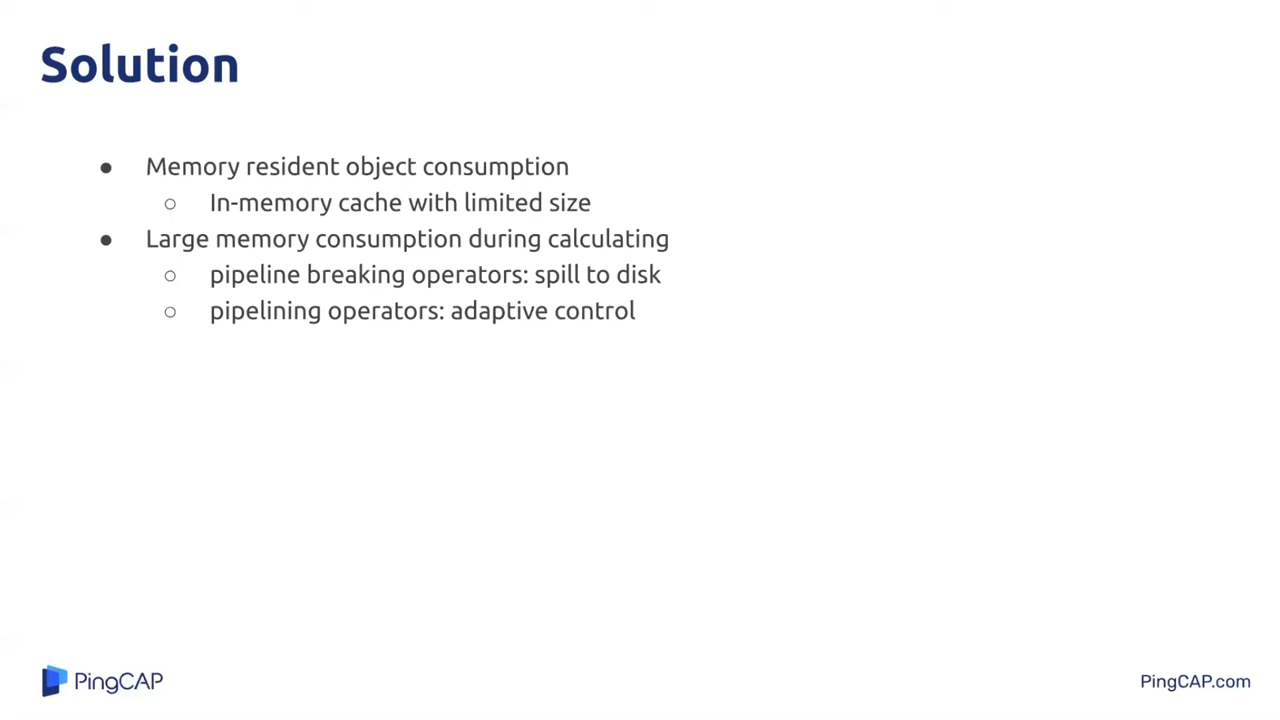 Solution
● Memory resident object consumption
○ In-memory cache with limited size
● Large memory consumption during calculating
○ pipeline breaking operators: spill to disk
○ pipelining operators: adaptive control
PingCAP
PingCAP.com